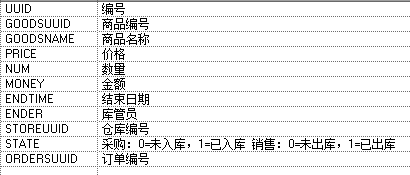 UUID 编号
GOODSUUID 商品编号
GOODSNAME 商品名称
PRICE 价格
NUM 数量
MONEY 金额
ENDTIME 结束日期
ENDER 库管员
STOREUUID 仓库编号
STATE 采购：0=未入库，1=已入库 销售：0=未出库，1=已出库
ORDERSUUID 订单编号